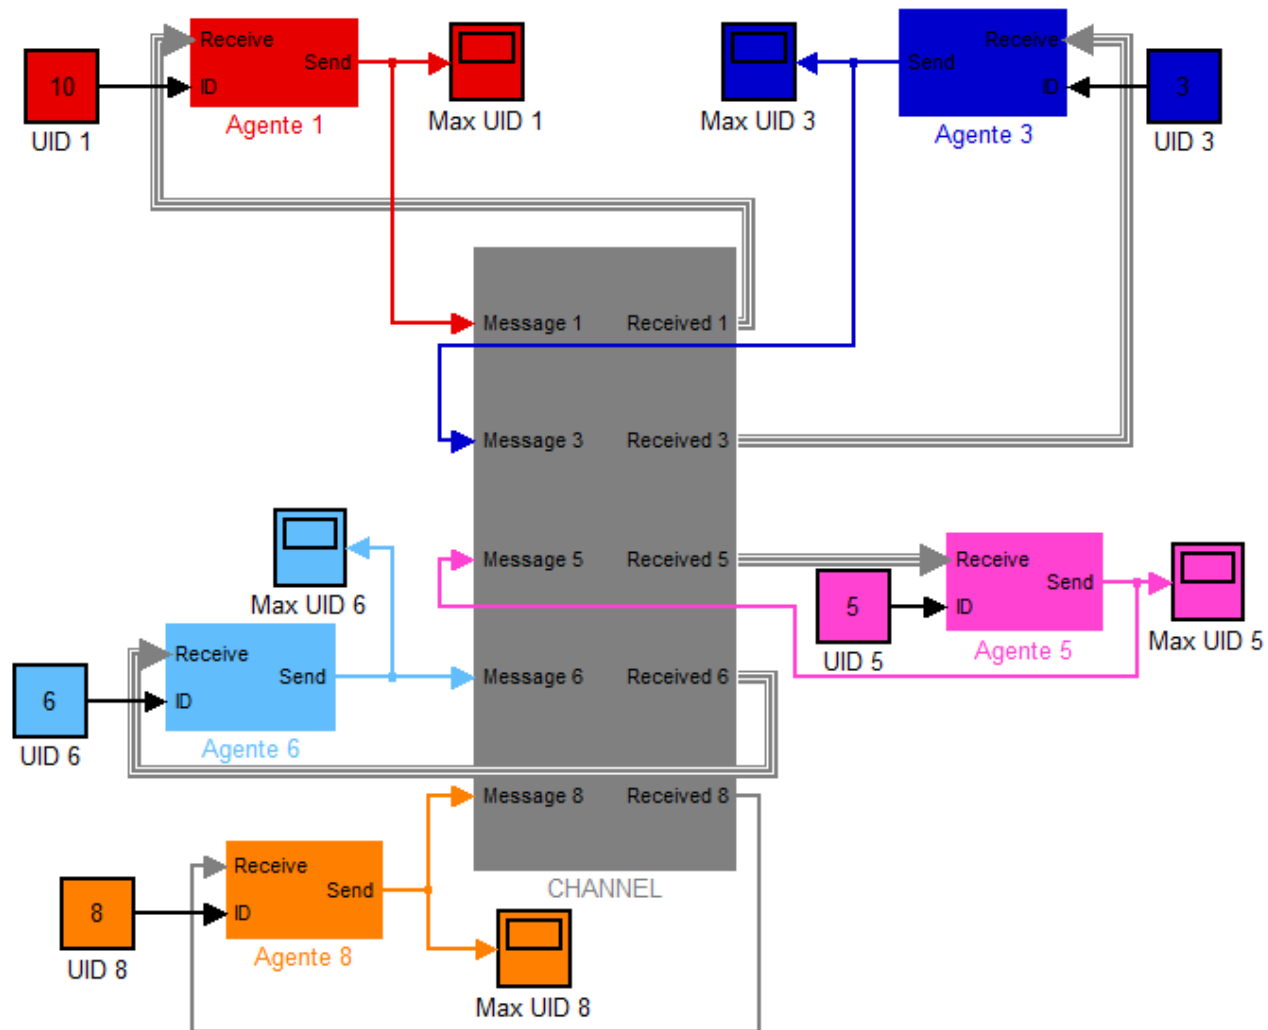 Receive
Send
ID
10
UID 1
Agente 1
Max UID 1
Max UID 3
Receive
Send
ID
3
UID 3
Agente 3
Message 1 Received 1
Message 3 Received 3
Message 5 Received 5
Message 6 Received 6
Message 8 Received 8
CHANNEL
Max UID 6
Receive
Send
ID
6
UID 6
Agente 6
Receive
Send
ID
5
UID 5
Agente 5
Max UID 5
Receive
Send
ID
8
UID 8
Agente 8
Max UID 8